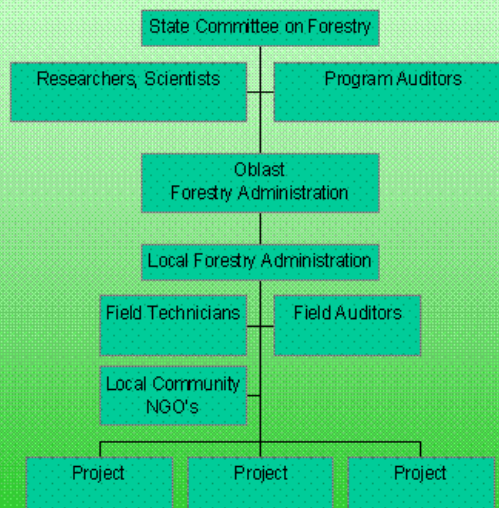 State Committee on Forestry
Researchers, Scientists
Program Auditors
Oblast
Forestry Administration
Local Forestry Administration
Field Technicians
Field Auditors
Local Community
NGO's
Project
Project
Project